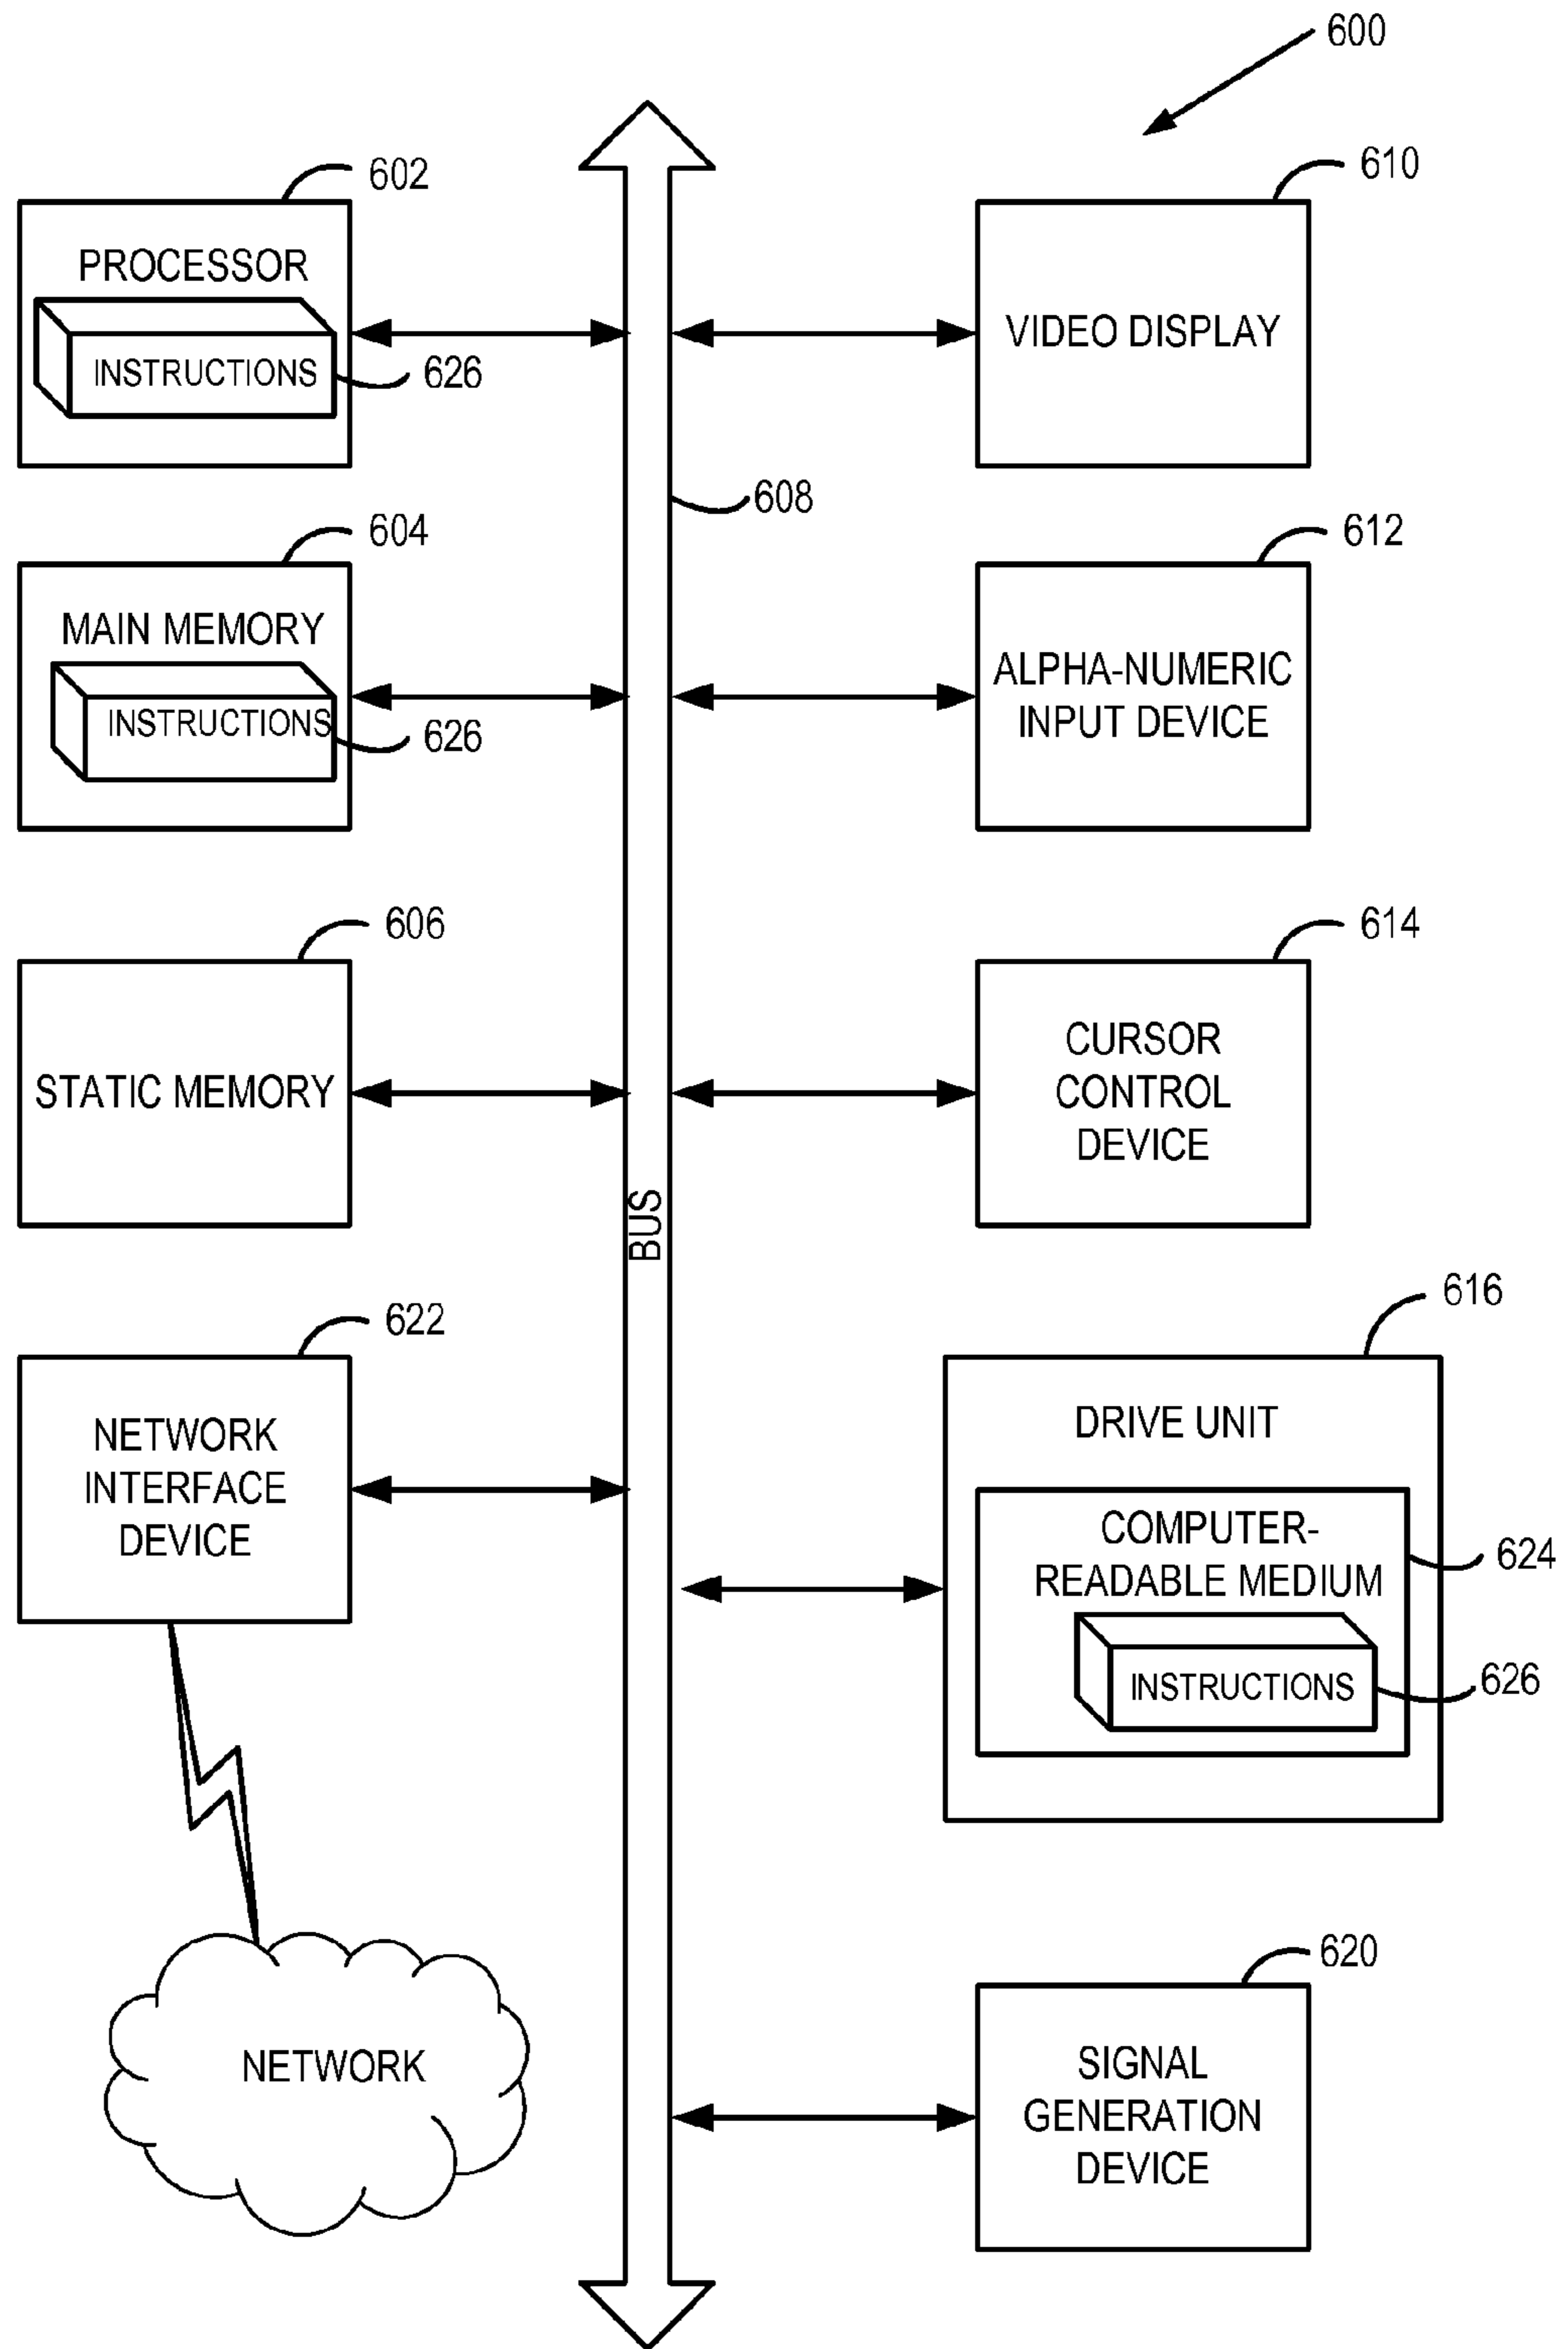 600
602
PROCESSOR
INSTRUCTIONS
626
610
VIDEO DISPLAY
608
604
MAIN MEMORY
INSTRUCTIONS
626
612
ALPHA-NUMERIC
INPUT DEVICE
606
STATIC MEMORY
614
CURSOR
CONTROL
DEVICE
BUS
622
NETWORK
INTERFACE
DEVICE
616
DRIVE UNIT
COMPUTER-
READABLE MEDIUM
624
INSTRUCTIONS
626
NETWORK
620
SIGNAL
GENERATION
DEVICE